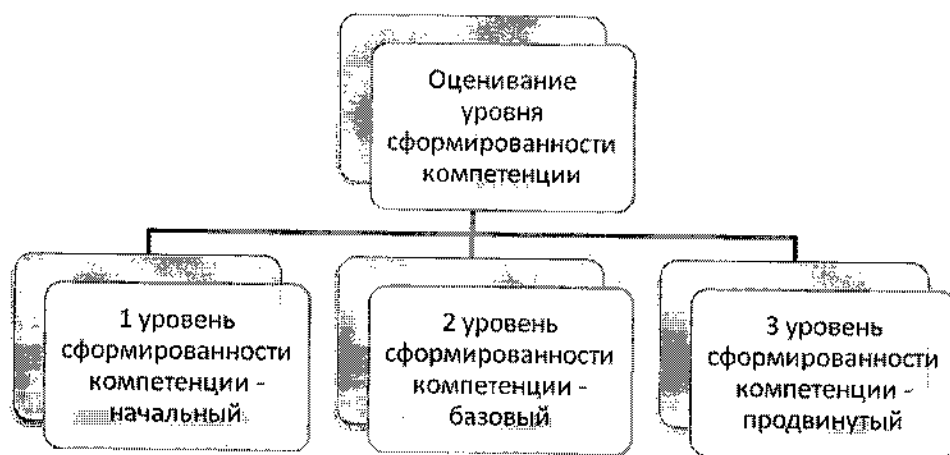 Оценивание
уровня
сформированности
компетенции
1 уровень
сформированности
компетенции -
начальный
2 уровень
сформированности
компетенции -
базовый
3 уровень
сформированности
компетенции -
продвинутый